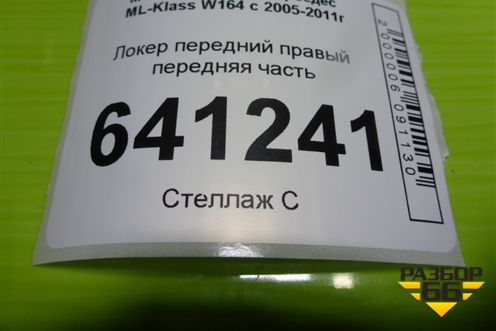 ML-Klass W164 с 2005-2011г
Локер передний правый
передняя часть
641241
Стеллаж С
2000006091130
РАЗБОР
66